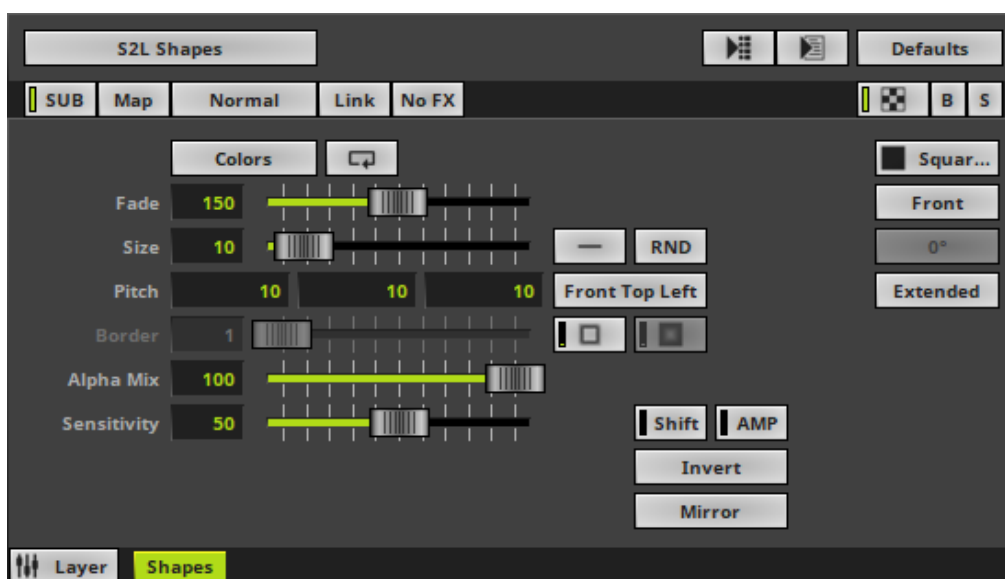 S2L Shapes Defaults
SUB Map Normal Link No FX B S
Colors Squar...
Fade 150 Front
Size 10 RND 0°
Pitch 10 10 10 Front Top Left Extended
Border 1
Alpha Mix 100
Sensitivity 50 Shift AMP
Invert
Mirror
Layer Shapes